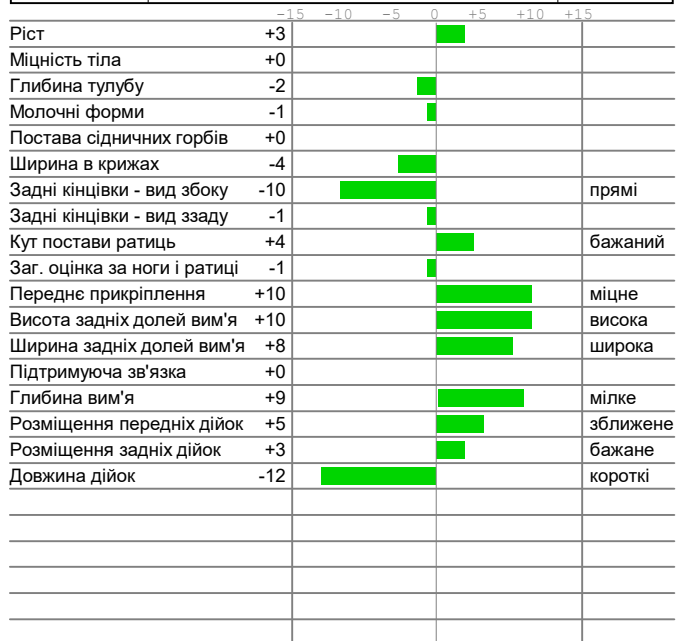 -15 -10 -5 0 +5 +10 +15
Ріст +3
Міцність тіла +0
Глибина тулубу -2
Молочні форми -1
Постава сідничних горбів +0
Ширина в крижах -4
Задні кінцівки - вид збоку -10 прямі
Задні кінцівки - вид ззаду -1
Кут постави ратиць +4 бажаний
Заг. оцінка за ноги і ратиці -1
Переднє прикріплення +10 міцне
Висота задніх долей вим'я +10 висока
Ширина задніх долей вим'я +8 широка
Підтримуюча зв'язка +0
Глибина вим'я +9 мілке
Розміщення передніх дійок +5 зближене
Розміщення задніх дійок +3 бажане
Довжина дійок -12 короткі